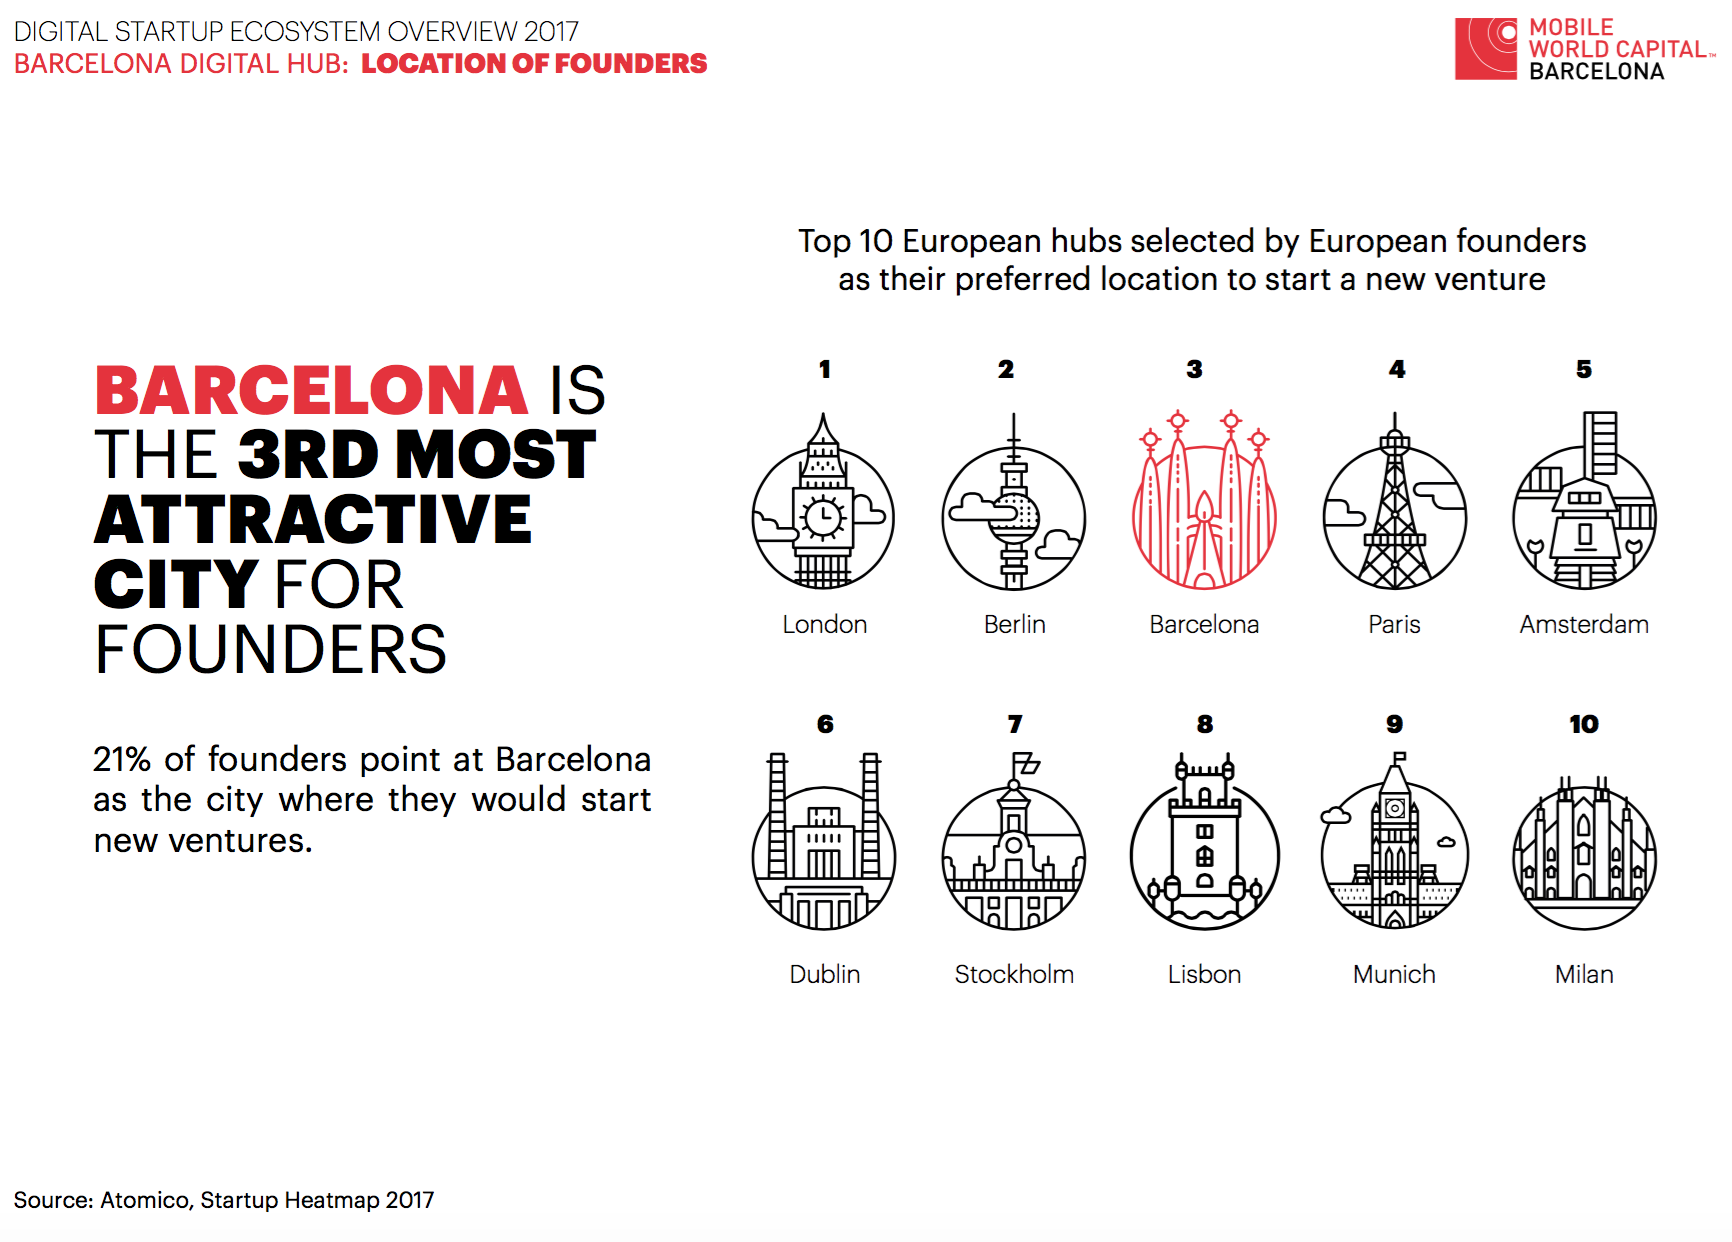 DIGITAL STARTUP ECOSYSTEM OVERVIEW 2017
BARCELONA DIGITAL HUB: LOCATION OF FOUNDERS
MOBILE
WORLD CAPITAL™
BARCELONA
BARCELONA IS
THE 3RD MOST
ATTRACTIVE
CITY FOR
FOUNDERS
21% of founders point at Barcelona
as the city where they would start
new ventures.
Top 10 European hubs selected by European founders
as their preferred location to start a new venture
1 2 3 4 5
London Berlin Barcelona Paris Amsterdam
6 7 8 9 10
Dublin Stockholm Lisbon Munich Milan
Source: Atomico, Startup Heatmap 2017